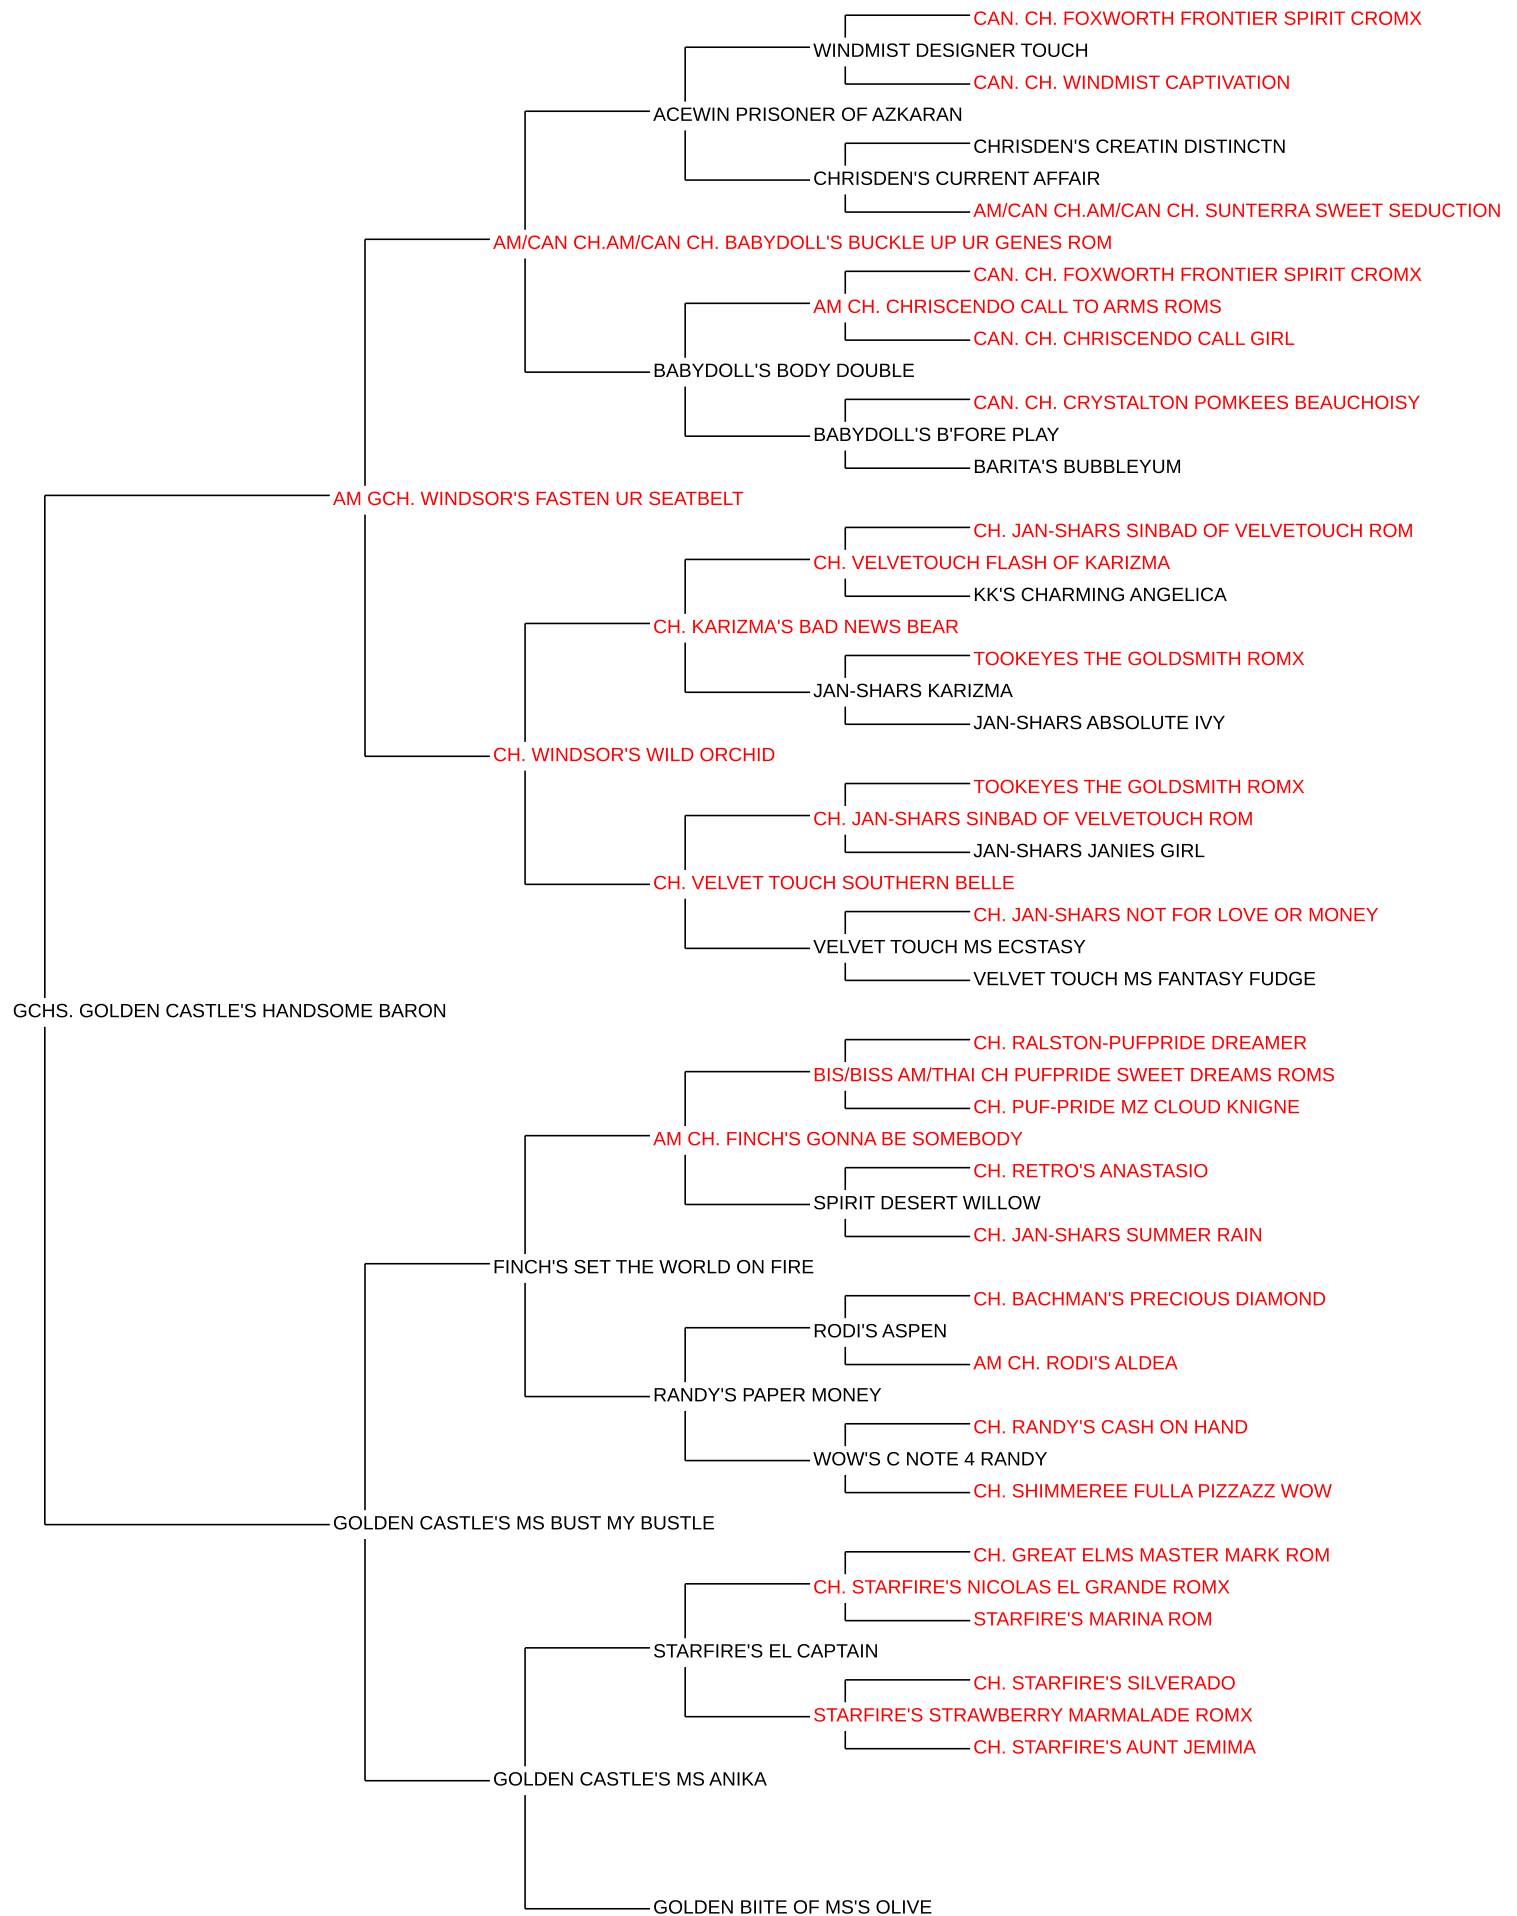 CAN. CH. FOXWORTH FRONTIER SPIRIT CROMX
WINDMIST DESIGNER TOUCH
CAN. CH. WINDMIST CAPTIVATION
ACEWIN PRISONER OF AZKARAN
CHRISDEN'S CREATIN DISTINCTN
CHRISDEN'S CURRENT AFFAIR
AM/CAN CH.AM/CAN CH. SUNTERRA SWEET SEDUCTION
AM/CAN CH.AM/CAN CH. BABYDOLL'S BUCKLE UP UR GENES ROM
CAN. CH. FOXWORTH FRONTIER SPIRIT CROMX
AM CH. CHRISCENDO CALL TO ARMS ROMS
CAN. CH. CHRISCENDO CALL GIRL
BABYDOLL'S BODY DOUBLE
CAN. CH. CRYSTALTON POMKEES BEAUCHOISY
BABYDOLL'S B'FORE PLAY
BARITA'S BUBBLEYUM
AM GCH. WINDSOR'S FASTEN UR SEATBELT
CH. JAN-SHARS SINBAD OF VELVETOUCH ROM
CH. VELVETOUCH FLASH OF KARIZMA
KK'S CHARMING ANGELICA
CH. KARIZMA'S BAD NEWS BEAR
TOOKEYES THE GOLDSMITH ROMX
JAN-SHARS KARIZMA
JAN-SHARS ABSOLUTE IVY
CH. WINDSOR'S WILD ORCHID
TOOKEYES THE GOLDSMITH ROMX
CH. JAN-SHARS SINBAD OF VELVETOUCH ROM
JAN-SHARS JANIES GIRL
CH. VELVET TOUCH SOUTHERN BELLE
CH. JAN-SHARS NOT FOR LOVE OR MONEY
VELVET TOUCH MS ECSTASY
VELVET TOUCH MS FANTASY FUDGE
GCHS. GOLDEN CASTLE'S HANDSOME BARON
CH. RALSTON-PUFPRIDE DREAMER
BIS/BISS AM/THAI CH PUFPRIDE SWEET DREAMS ROMS
CH. PUF-PRIDE MZ CLOUD KNIGNE
AM CH. FINCH'S GONNA BE SOMEBODY
CH. RETRO'S ANASTASIO
SPIRIT DESERT WILLOW
CH. JAN-SHARS SUMMER RAIN
FINCH'S SET THE WORLD ON FIRE
CH. BACHMAN'S PRECIOUS DIAMOND
RODI'S ASPEN
AM CH. RODI'S ALDEA
RANDY'S PAPER MONEY
CH. RANDY'S CASH ON HAND
WOW'S C NOTE 4 RANDY
CH. SHIMMEREE FULLA PIZZAZZ WOW
GOLDEN CASTLE'S MS BUST MY BUSTLE
CH. GREAT ELMS MASTER MARK ROM
CH. STARFIRE'S NICOLAS EL GRANDE ROMX
STARFIRE'S MARINA ROM
STARFIRE'S EL CAPTAIN
CH. STARFIRE'S SILVERADO
STARFIRE'S STRAWBERRY MARMALADE ROMX
CH. STARFIRE'S AUNT JEMIMA
GOLDEN CASTLE'S MS ANIKA
GOLDEN BIITE OF MS'S OLIVE